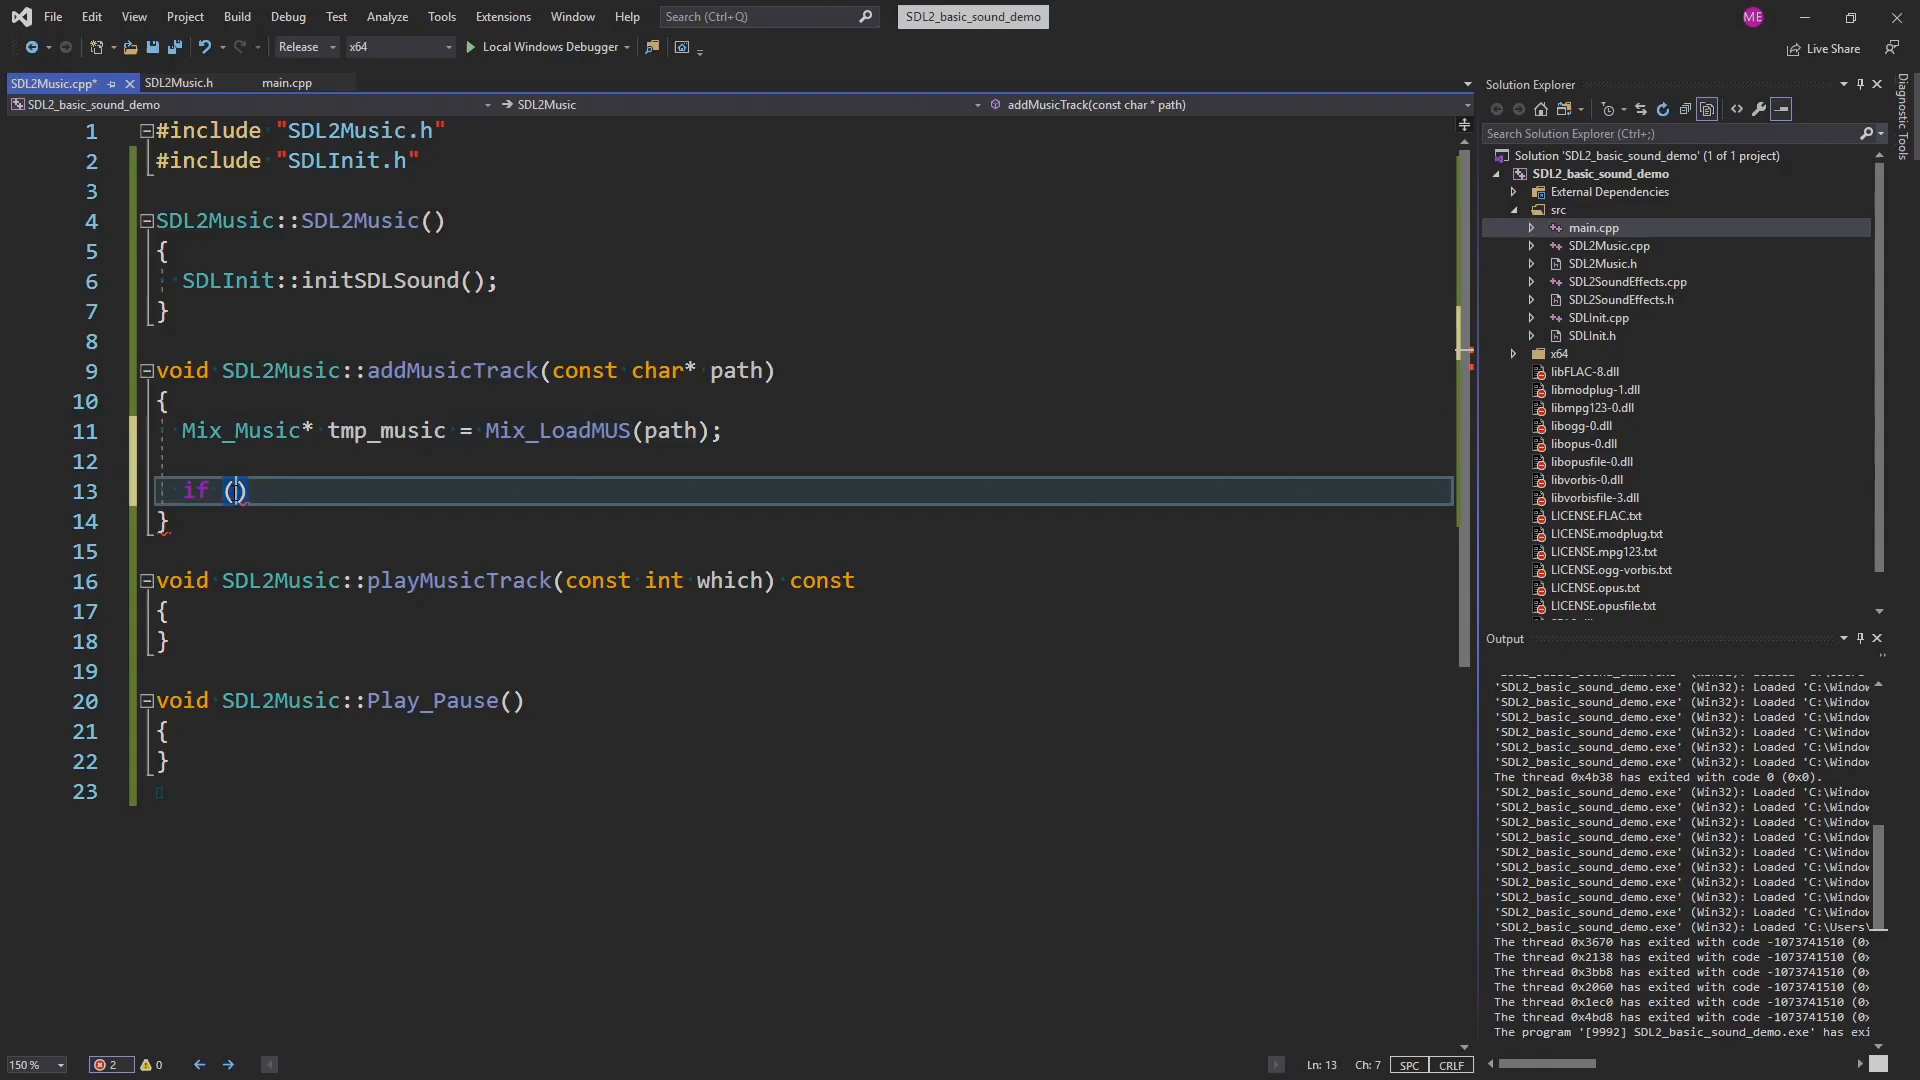 File Edit View Project Build Debug Test Analyze Tools Extensions Window Help Search (Ctrl+Q) SDL2_basic_sound_demo ME
Release x64 Local Windows Debugger Live Share
SDL2Music.cpp* SDL2Music.h main.cpp
SDL2_basic_sound_demo SDL2Music addMusicTrack(const char * path)
1 #include "SDL2Music.h"
2 #include "SDLInit.h"
3
4 SDL2Music::SDL2Music()
5 {
6 SDLInit::initSDLSound();
7 }
8
9 void SDL2Music::addMusicTrack(const char* path)
10 {
11 Mix_Music* tmp_music = Mix_LoadMUS(path);
12
13 if ()
14 }
15
16 void SDL2Music::playMusicTrack(const int which) const
17 {
18 }
19
20 void SDL2Music::Play_Pause()
21 {
22 }
23
150 % 2 0 Ln: 13 Ch: 7 SPC CRLF
Solution Explorer
Search Solution Explorer (Ctrl+;)
Solution 'SDL2_basic_sound_demo' (1 of 1 project)
SDL2_basic_sound_demo
External Dependencies
src
main.cpp
SDL2Music.cpp
SDL2Music.h
SDL2SoundEffects.cpp
SDL2SoundEffects.h
SDLInit.cpp
SDLInit.h
x64
libFLAC-8.dll
libmodplug-1.dll
libmpg123-0.dll
libogg-0.dll
libopus-0.dll
libopusfile-0.dll
libvorbis-0.dll
libvorbisfile-3.dll
LICENSE.FLAC.txt
LICENSE.modplug.txt
LICENSE.mpg123.txt
LICENSE.ogg-vorbis.txt
LICENSE.opus.txt
LICENSE.opusfile.txt
Diagnostic Tools
Output
'SDL2_basic_sound_demo.exe' (Win32): Loaded 'C:\Window
'SDL2_basic_sound_demo.exe' (Win32): Loaded 'C:\Window
'SDL2_basic_sound_demo.exe' (Win32): Loaded 'C:\Window
'SDL2_basic_sound_demo.exe' (Win32): Loaded 'C:\Window
'SDL2_basic_sound_demo.exe' (Win32): Loaded 'C:\Window
'SDL2_basic_sound_demo.exe' (Win32): Loaded 'C:\Window
The thread 0x4b38 has exited with code 0 (0x0).
'SDL2_basic_sound_demo.exe' (Win32): Loaded 'C:\Window
'SDL2_basic_sound_demo.exe' (Win32): Loaded 'C:\Window
'SDL2_basic_sound_demo.exe' (Win32): Loaded 'C:\Window
'SDL2_basic_sound_demo.exe' (Win32): Loaded 'C:\Window
'SDL2_basic_sound_demo.exe' (Win32): Loaded 'C:\Window
'SDL2_basic_sound_demo.exe' (Win32): Loaded 'C:\Window
'SDL2_basic_sound_demo.exe' (Win32): Loaded 'C:\Window
'SDL2_basic_sound_demo.exe' (Win32): Loaded 'C:\Window
'SDL2_basic_sound_demo.exe' (Win32): Loaded 'C:\Window
'SDL2_basic_sound_demo.exe' (Win32): Loaded 'C:\Users\
The thread 0x3670 has exited with code -1073741510 (0x
The thread 0x2138 has exited with code -1073741510 (0x
The thread 0x3bb8 has exited with code -1073741510 (0x
The thread 0x2060 has exited with code -1073741510 (0x
The thread 0x1ec0 has exited with code -1073741510 (0x
The thread 0x4bd8 has exited with code -1073741510 (0x
The program '[9992] SDL2_basic_sound_demo.exe' has exi